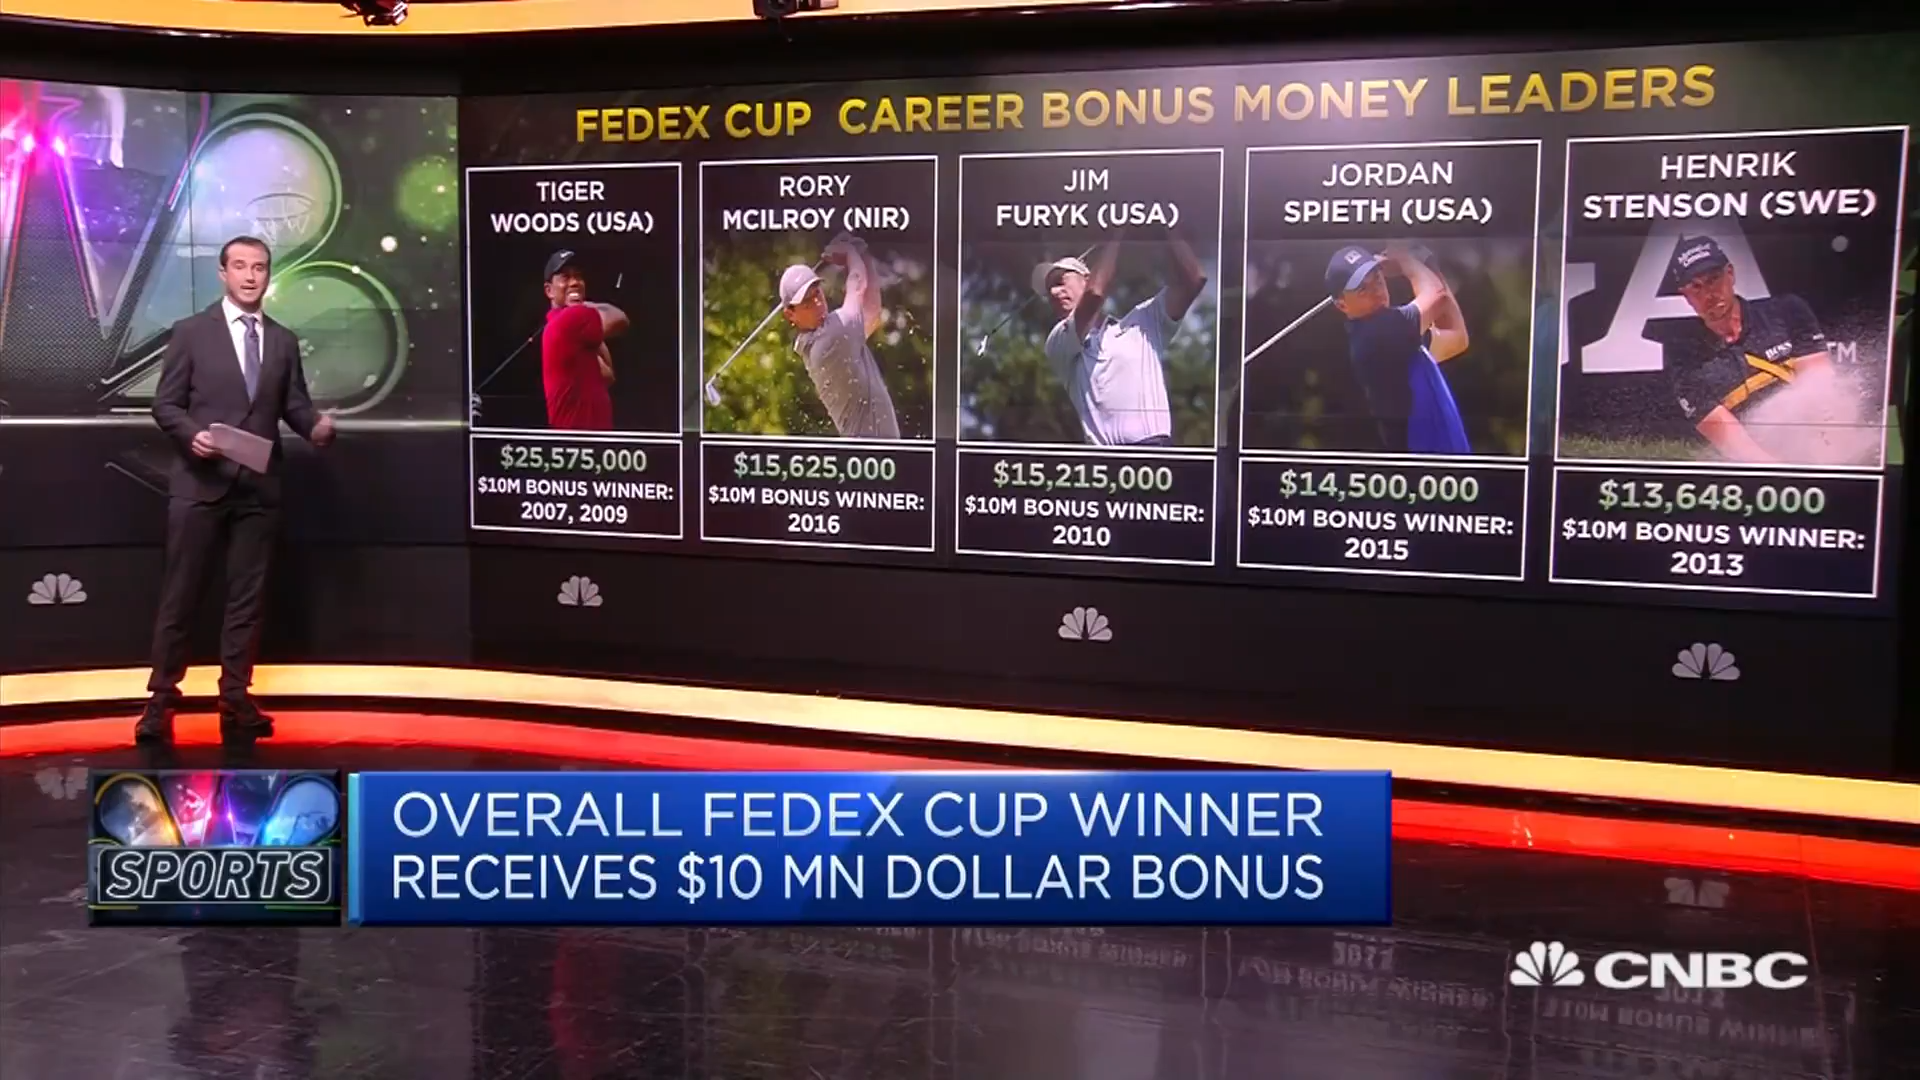 FEDEX CUP CAREER BONUS MONEY LEADERS
TIGER
WOODS (USA)
$25,575,000
$10M BONUS WINNER:
2007, 2009
RORY
MCILROY (NIR)
$15,625,000
$10M BONUS WINNER:
2016
JIM
FURYK (USA)
$15,215,000
$10M BONUS WINNER:
2010
JORDAN
SPIETH (USA)
$14,500,000
$10M BONUS WINNER:
2015
HENRIK
STENSON (SWE)
A
TM
BOSS
$13,648,000
$10M BONUS WINNER:
2013
SPORTS
OVERALL FEDEX CUP WINNER
RECEIVES $10 MN DOLLAR BONUS
CNBC